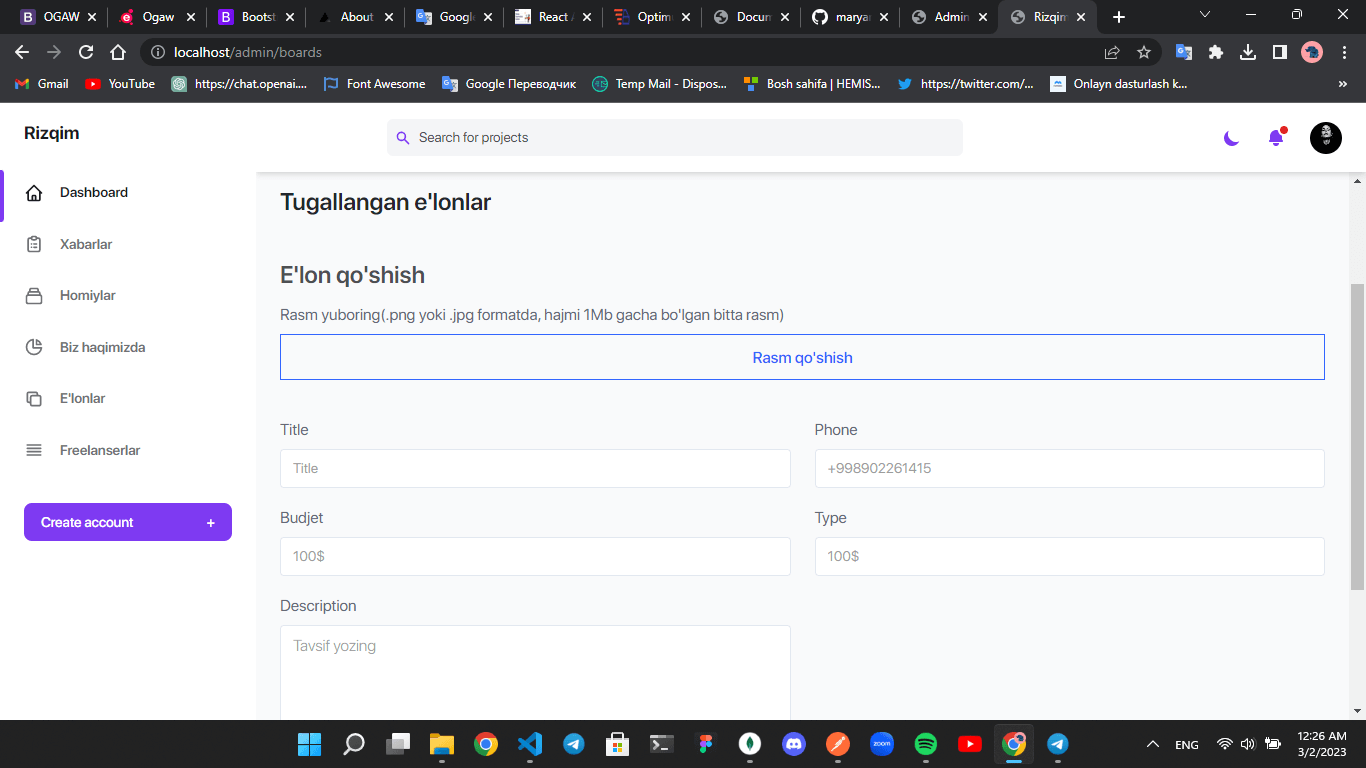 OGAW
Ogaw
Bootst
About
Google
React A
Optimi
Docum
maryam
Admin
Rizqim
localhost/admin/boards
Gmail
YouTube
https://chat.openai....
Font Awesome
Google Переводчик
Temp Mail - Dispos...
Bosh sahifa | HEMIS...
https://twitter.com/...
Onlayn dasturlash k...
»
Rizqim
Search for projects
Dashboard
Xabarlar
Homiylar
Biz haqimizda
E'lonlar
Freelanserlar
Create account +
Tugallangan e'lonlar
E'lon qo'shish
Rasm yuboring(.png yoki .jpg formatda, hajmi 1Mb gacha bo'lgan bitta rasm)
Rasm qo'shish
Title
Title
Phone
+998902261415
Budjet
100$
Type
100$
Description
Tavsif yozing
zoom
ENG
12:26 AM
3/2/2023